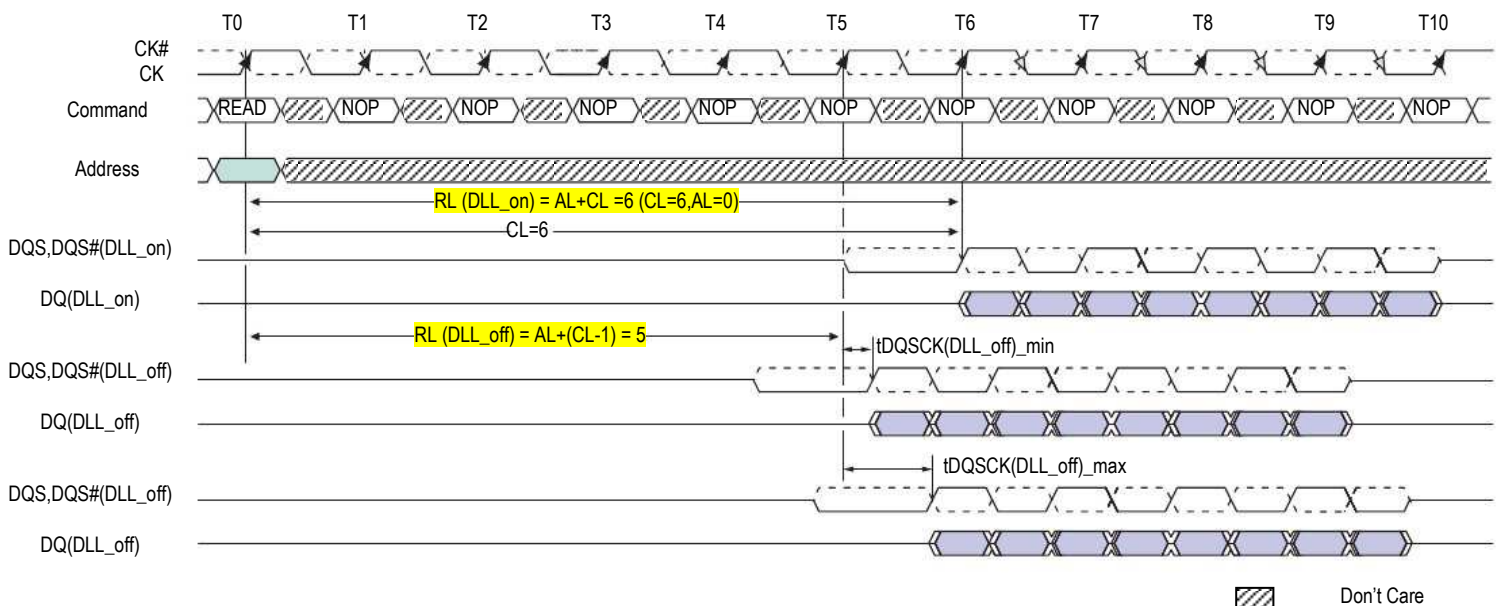 T0 T1 T2 T3 T4 T5 T6 T7 T8 T9 T10
CK#
CK
Command READ NOP NOP NOP NOP NOP NOP NOP NOP NOP NOP
Address
RL (DLL_on) = AL+CL =6 (CL=6,AL=0)
CL=6
DQS,DQS#(DLL_on)
DQ(DLL_on)
RL (DLL_off) = AL+(CL-1) = 5
tDQSCK(DLL_off)_min
DQS,DQS#(DLL_off)
DQ(DLL_off)
tDQSCK(DLL_off)_max
DQS,DQS#(DLL_off)
DQ(DLL_off)
Don't Care